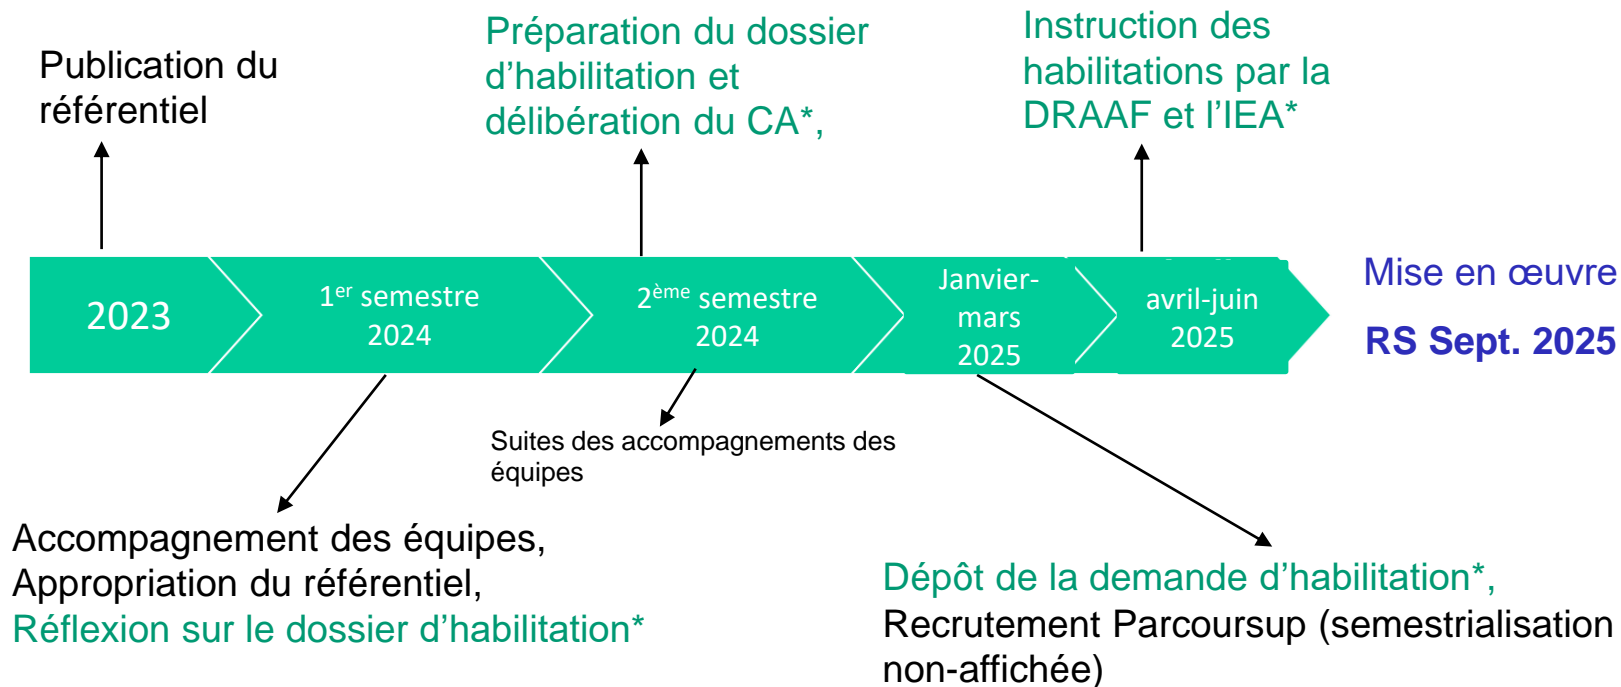 Publication du
référentiel
Préparation du dossier
d’habilitation et
délibération du CA*,
Instruction des
habilitations par la
DRAAF et l’IEA*
2023
1er semestre
2024
2ème semestre
2024
Janvier-
mars
2025
avril-juin
2025
Mise en œuvre
RS Sept. 2025
Suites des accompagnements des
équipes
Accompagnement des équipes,
Appropriation du référentiel,
Réflexion sur le dossier d’habilitation*
Dépôt de la demande d’habilitation*,
Recrutement Parcoursup (semestrialisation
non-affichée)